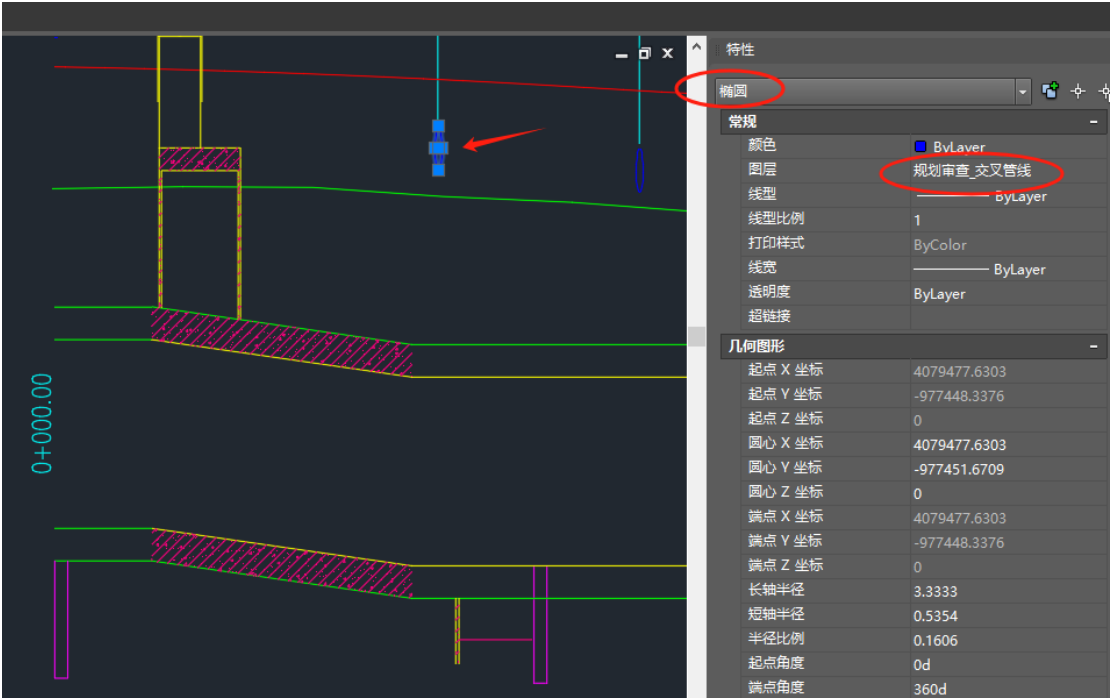 特性
椭圆
常规
颜色 ByLayer
图层 规划审查_交叉管线
线型 ByLayer
线型比例 1
打印样式 ByColor
线宽 ByLayer
透明度 ByLayer
超链接
几何图形
起点 X 坐标 4079477.6303
起点 Y 坐标 -977448.3376
起点 Z 坐标 0
圆心 X 坐标 4079477.6303
圆心 Y 坐标 -977451.6709
圆心 Z 坐标 0
端点 X 坐标 4079477.6303
端点 Y 坐标 -977448.3376
端点 Z 坐标 0
长轴半径 3.3333
短轴半径 0.5354
半径比例 0.1606
起点角度 0d
端点角度 360d
0+000.00